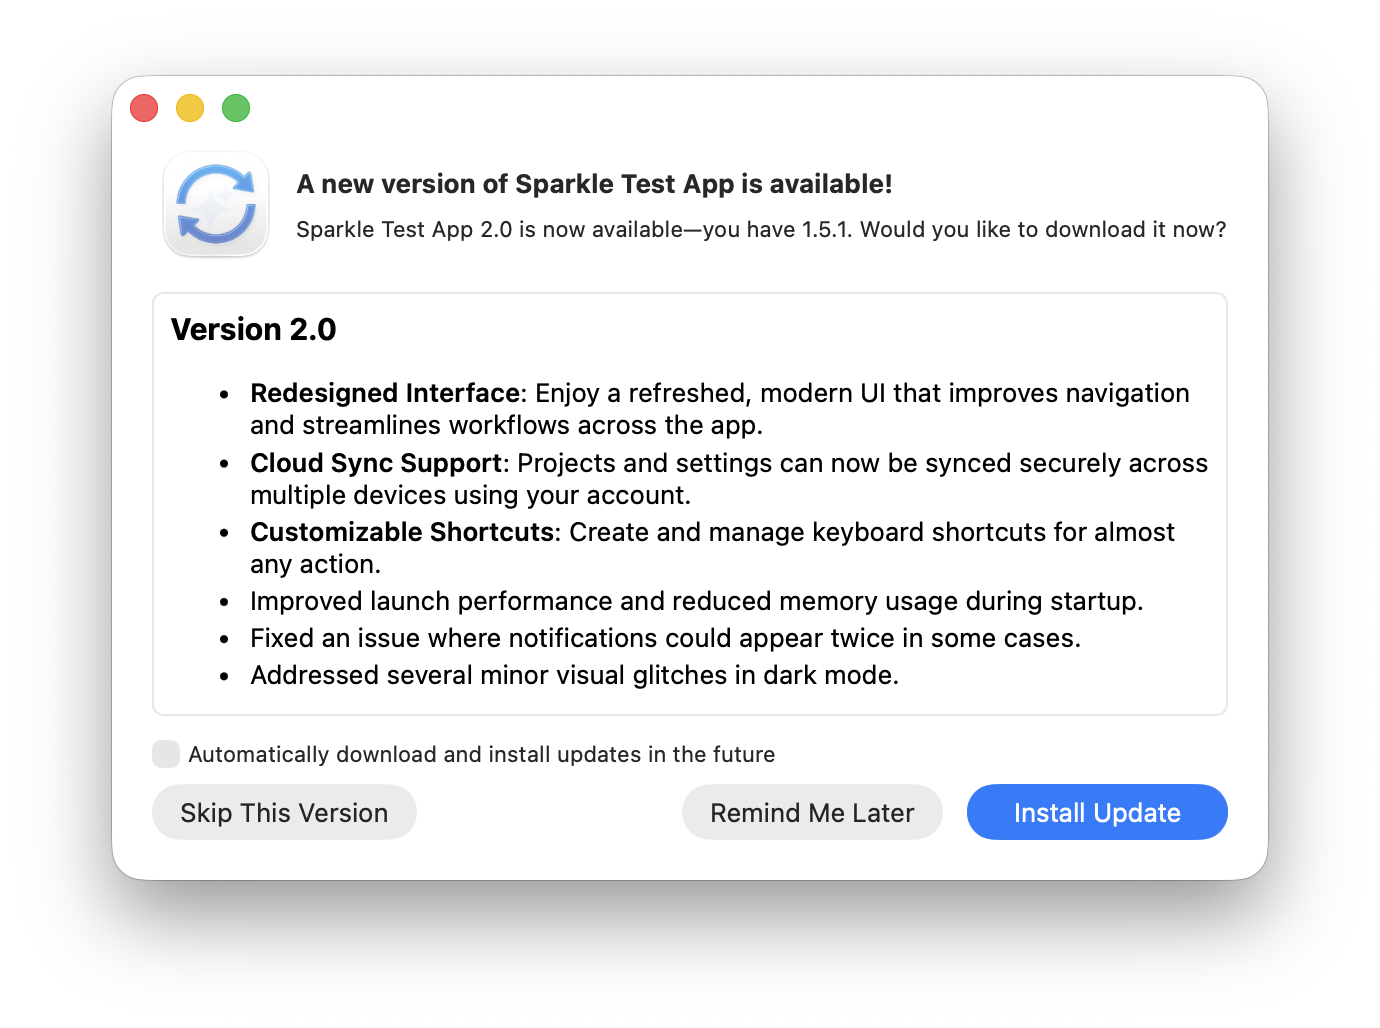 A new version of Sparkle Test App is available!
Sparkle Test App 2.0 is now available—you have 1.5.1. Would you like to download it now?
Version 2.0
• Redesigned Interface: Enjoy a refreshed, modern UI that improves navigation
and streamlines workflows across the app.
• Cloud Sync Support: Projects and settings can now be synced securely across
multiple devices using your account.
• Customizable Shortcuts: Create and manage keyboard shortcuts for almost
any action.
• Improved launch performance and reduced memory usage during startup.
• Fixed an issue where notifications could appear twice in some cases.
• Addressed several minor visual glitches in dark mode.
Automatically download and install updates in the future
Skip This Version
Remind Me Later
Install Update